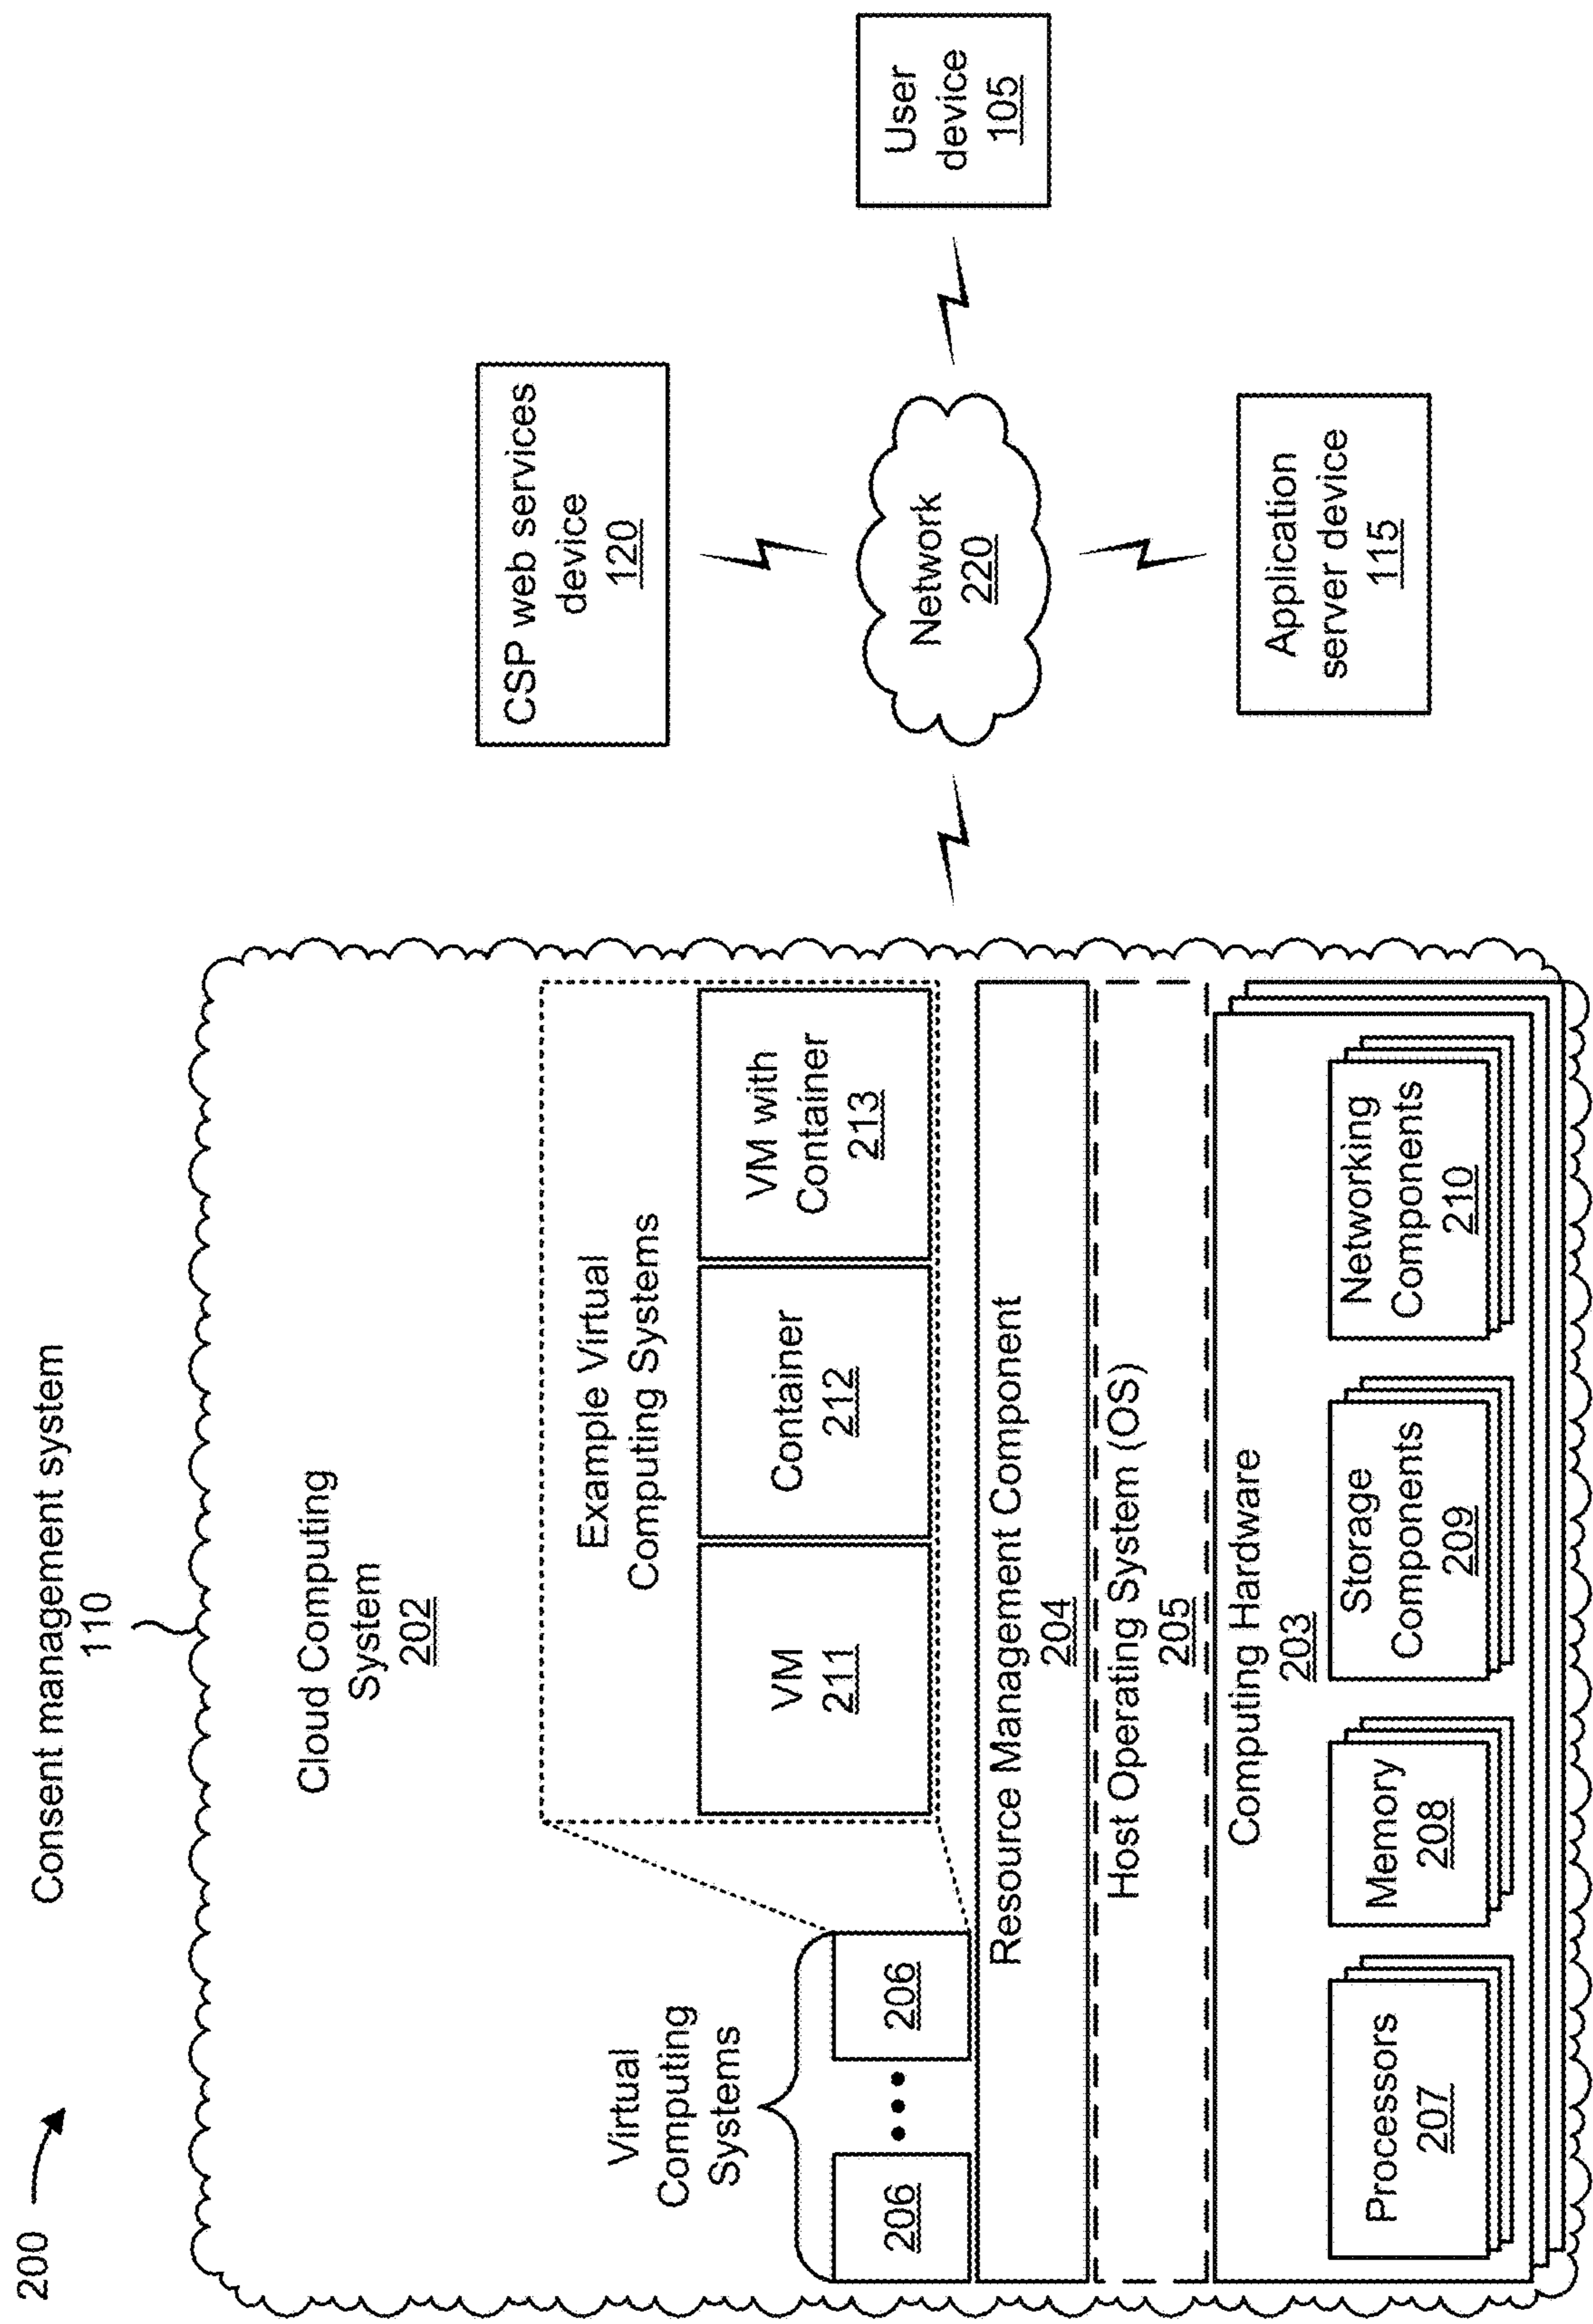 200
Consent management system
110
Cloud Computing
System
202
Virtual
Computing
Systems
206
206
Example Virtual
Computing Systems
VM
211
Container
212
VM with
Container
213
Resource Management Component
204
Host Operating System (OS)
205
Computing Hardware
203
Processors
207
Memory
208
Storage
Components
209
Networking
Components
210
CSP web services
device
120
Network
220
Application
server device
115
User
device
105